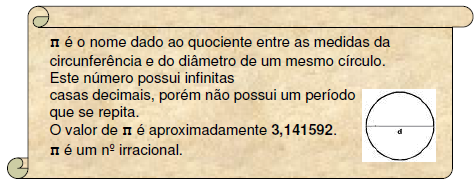 π é o nome dado ao quociente entre as medidas da
circunferência e do diâmetro de um mesmo círculo.
Este número possui infinitas
casas decimais, porém não possui um período
que se repita.
O valor de π é aproximadamente 3,141592.
π é um nº irracional.
d